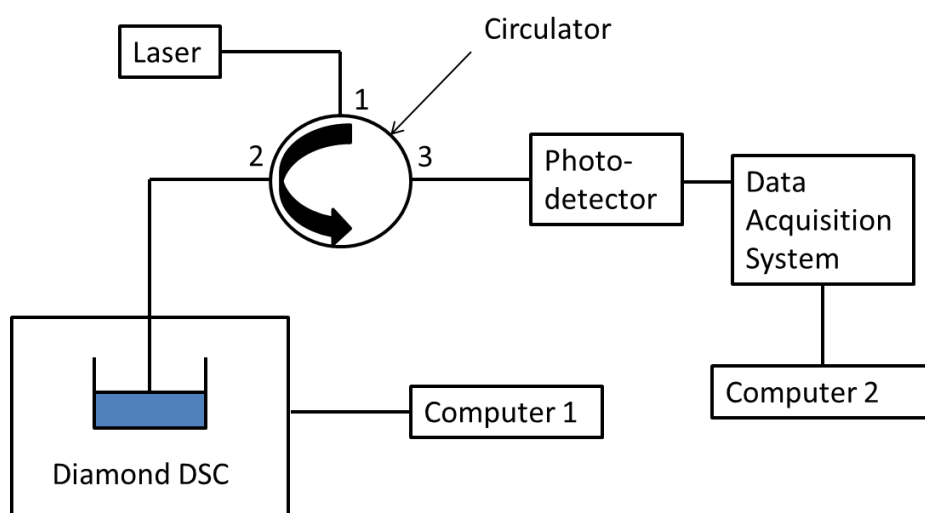 Circulator
Laser
1
2
3
Photo-
detector
Data
Acquisition
System
Computer 1
Computer 2
Diamond DSC